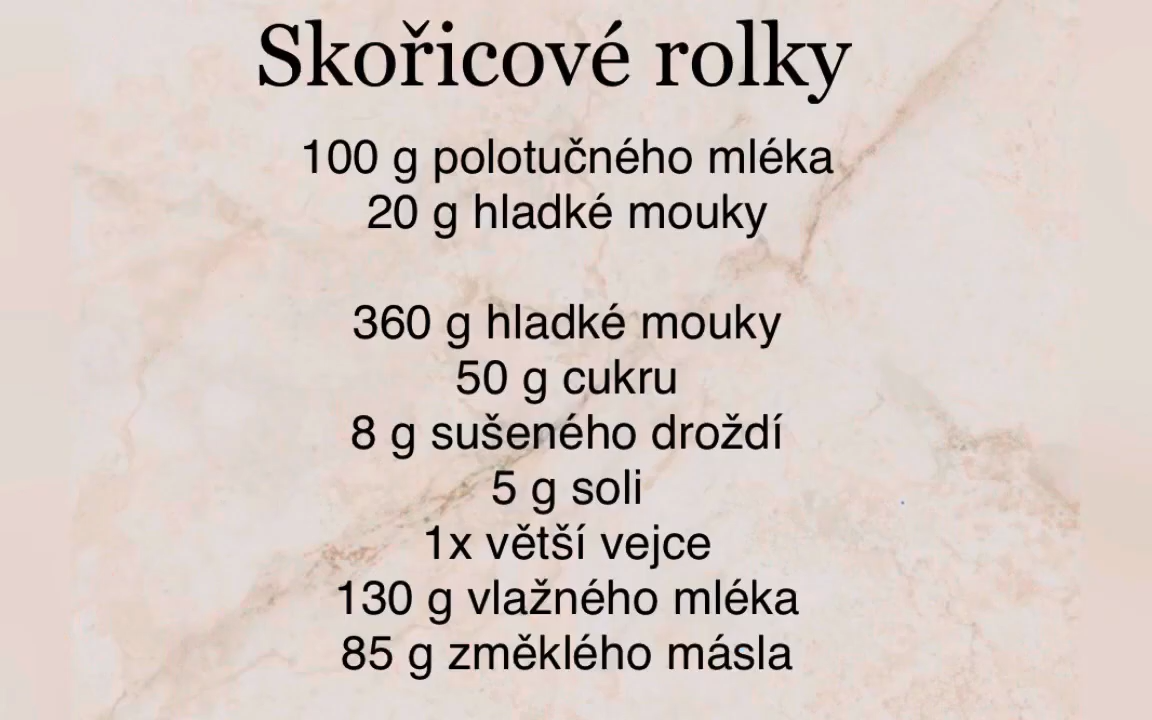 Skořicové rolky
100 g polotučného mléka
20 g hladké mouky
360 g hladké mouky
50 g cukru
8 g sušeného droždí
5 g soli
1x větší vejce
130 g vlažného mléka
85 g změklého másla